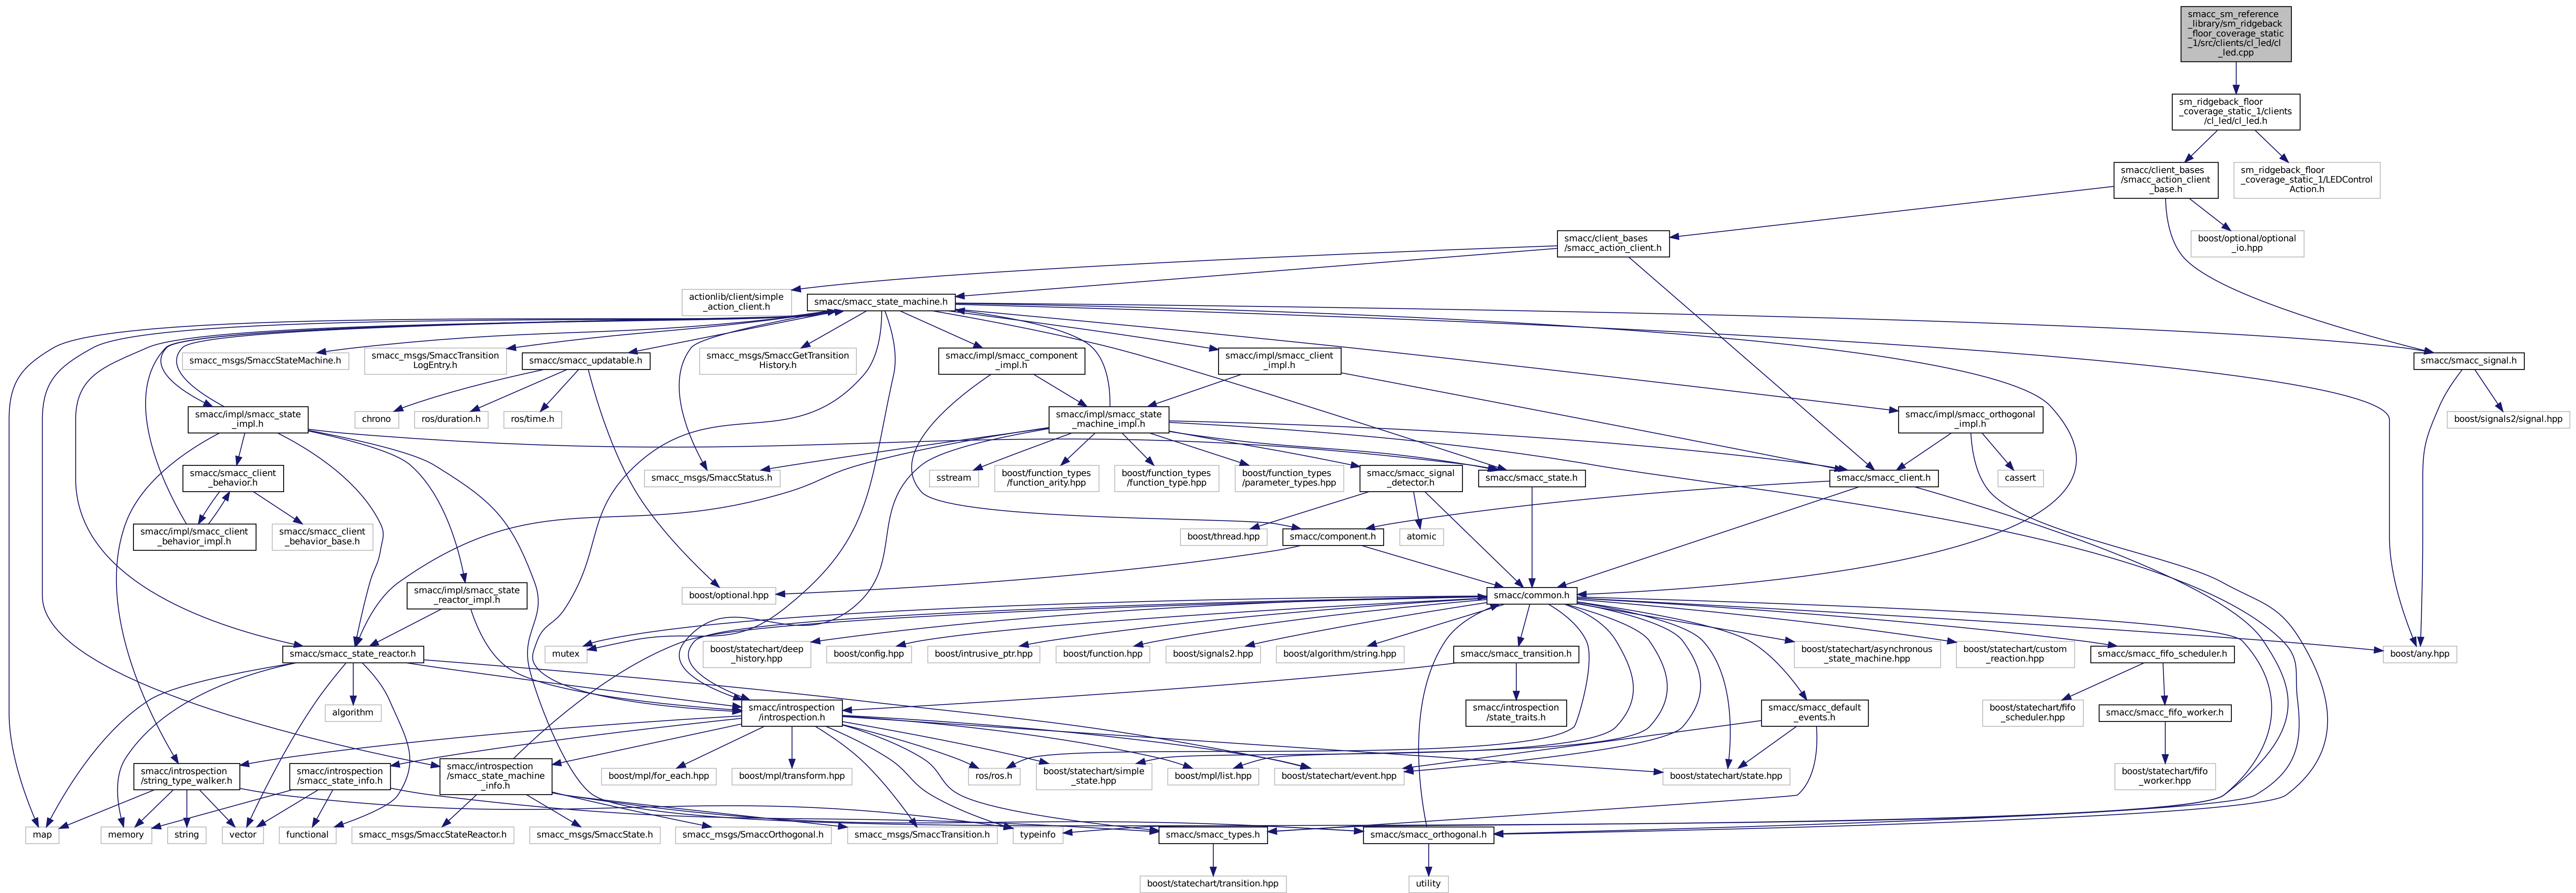 smacc_sm_reference
_library/sm_ridgeback
_floor_coverage_static
_1/src/clients/cl_led/cl
_led.cpp
sm_ridgeback_floor
_coverage_static_1/clients
/cl_led/cl_led.h
smacc/client_bases
/smacc_action_client
_base.h
sm_ridgeback_floor
_coverage_static_1/LEDControl
Action.h
smacc/client_bases
/smacc_action_client.h
boost/optional/optional
_io.hpp
actionlib/client/simple
_action_client.h
smacc/smacc_state_machine.h
smacc_msgs/SmaccStateMachine.h
smacc_msgs/SmaccTransition
LogEntry.h
smacc/smacc_updatable.h
smacc_msgs/SmaccGetTransition
History.h
smacc/impl/smacc_component
_impl.h
smacc/impl/smacc_client
_impl.h
smacc/smacc_signal.h
smacc/impl/smacc_state
_impl.h
chrono
ros/duration.h
ros/time.h
smacc/impl/smacc_state
_machine_impl.h
smacc/impl/smacc_orthogonal
_impl.h
boost/signals2/signal.hpp
smacc/smacc_client
_behavior.h
smacc_msgs/SmaccStatus.h
sstream
boost/function_types
/function_arity.hpp
boost/function_types
/function_type.hpp
boost/function_types
/parameter_types.hpp
smacc/smacc_signal
_detector.h
smacc/smacc_state.h
smacc/smacc_client.h
cassert
smacc/impl/smacc_client
_behavior_impl.h
smacc/smacc_client
_behavior_base.h
boost/thread.hpp
smacc/component.h
atomic
smacc/impl/smacc_state
_reactor_impl.h
boost/optional.hpp
smacc/common.h
smacc/smacc_state_reactor.h
mutex
boost/statechart/deep
_history.hpp
boost/config.hpp
boost/intrusive_ptr.hpp
boost/function.hpp
boost/signals2.hpp
boost/algorithm/string.hpp
smacc/smacc_transition.h
boost/statechart/asynchronous
_state_machine.hpp
boost/statechart/custom
_reaction.hpp
smacc/smacc_fifo_scheduler.h
boost/any.hpp
algorithm
smacc/introspection
/introspection.h
smacc/introspection
/state_traits.h
smacc/smacc_default
_events.h
boost/statechart/fifo
_scheduler.hpp
smacc/smacc_fifo_worker.h
smacc/introspection
/string_type_walker.h
smacc/introspection
/smacc_state_info.h
smacc/introspection
/smacc_state_machine
_info.h
boost/mpl/for_each.hpp
boost/mpl/transform.hpp
ros/ros.h
boost/statechart/simple
_state.hpp
boost/mpl/list.hpp
boost/statechart/event.hpp
boost/statechart/state.hpp
boost/statechart/fifo
_worker.hpp
map
memory
string
vector
functional
smacc_msgs/SmaccStateReactor.h
smacc_msgs/SmaccState.h
smacc_msgs/SmaccOrthogonal.h
smacc_msgs/SmaccTransition.h
typeinfo
smacc/smacc_types.h
smacc/smacc_orthogonal.h
boost/statechart/transition.hpp
utility